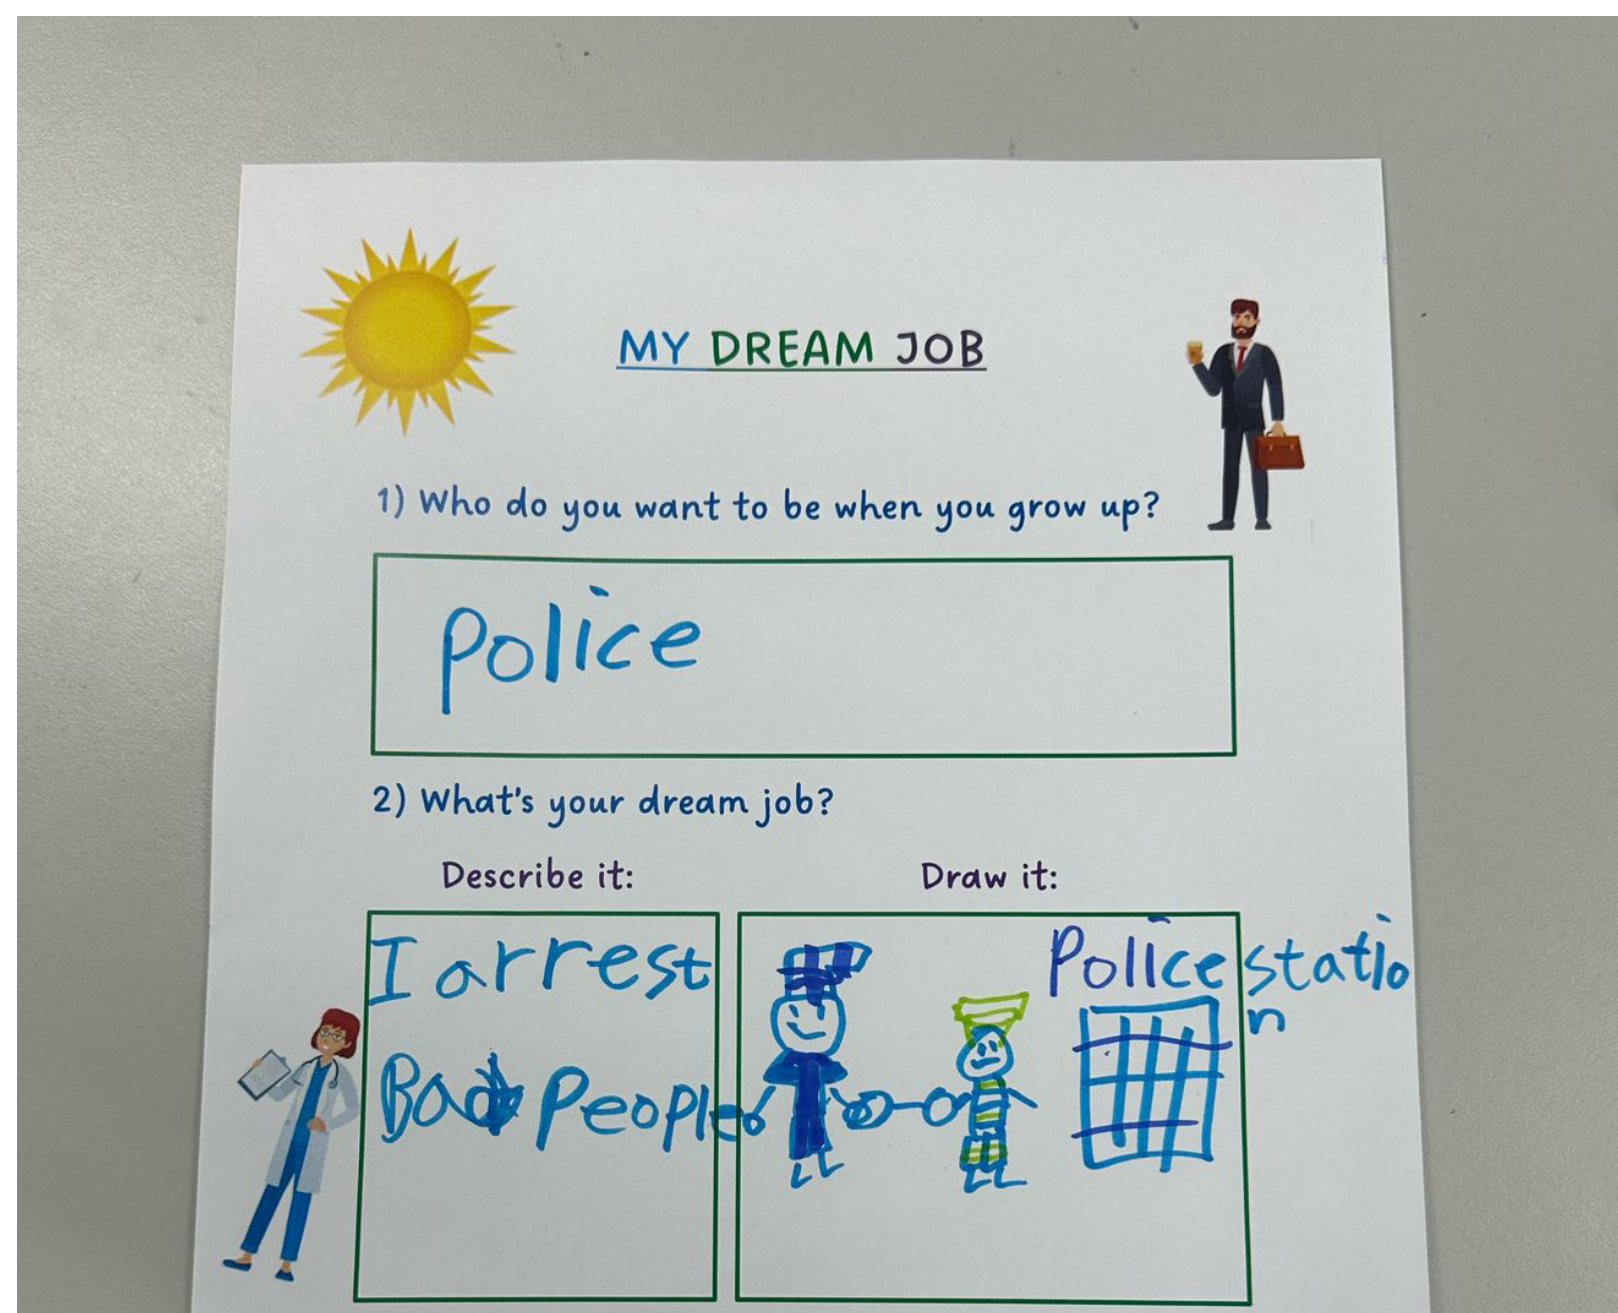 MY DREAM JOB
1) Who do you want to be when you grow up?
Police
2) What's your dream job?
Describe it:
I arrest
Bad People
Draw it:
Police statio
n